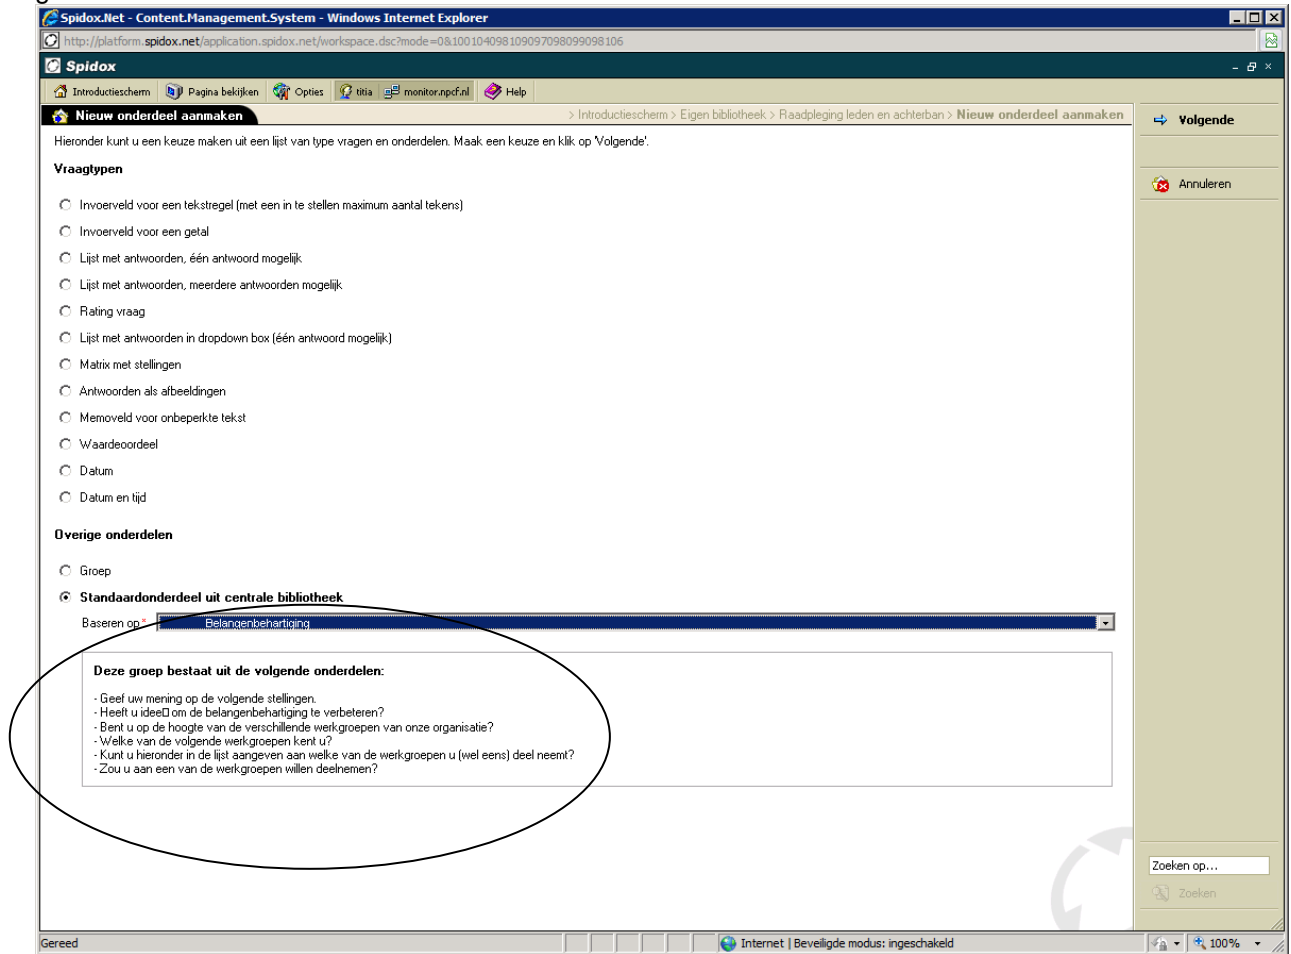 Spidox.Net - Content.Management.System - Windows Internet Explorer
http://platform.spidox.net/application.spidox.net/workspace.dsc?mode=0&100104098109097098099098106
Spidox
Introductiescherm Pagina bekijken Opties titia monitor.npcf.nl Help
Nieuw onderdeel aanmaken
> Introductiescherm > Eigen bibliotheek > Raadpleging leden en achterban > Nieuw onderdeel aanmaken
Volgende
Hieronder kunt u een keuze maken uit een lijst van type vragen en onderdelen. Maak een keuze en klik op 'Volgende'.
Vraagtypen
Annuleren
Invoerveld voor een tekstregel (met een in te stellen maximum aantal tekens)
Invoerveld voor een getal
Lijst met antwoorden, één antwoord mogelijk
Lijst met antwoorden, meerdere antwoorden mogelijk
Rating vraag
Lijst met antwoorden in dropdown box (één antwoord mogelijk)
Matrix met stellingen
Antwoorden als afbeeldingen
Memoveld voor onbeperkte tekst
Waardeoordeel
Datum
Datum en tijd
Overige onderdelen
Groep
Standaardonderdeel uit centrale bibliotheek
Baseren op * Belangenbehartiging
Deze groep bestaat uit de volgende onderdelen:
- Geef uw mening op de volgende stellingen.
- Heeft u idee□ om de belangenbehartiging te verbeteren?
- Bent u op de hoogte van de verschillende werkgroepen van onze organisatie?
- Welke van de volgende werkgroepen kent u?
- Kunt u hieronder in de lijst aangeven aan welke van de werkgroepen u (wel eens) deel neemt?
- Zou u aan een van de werkgroepen willen deelnemen?
Zoeken op...
Zoeken
Gereed
Internet | Beveiligde modus: ingeschakeld
100%